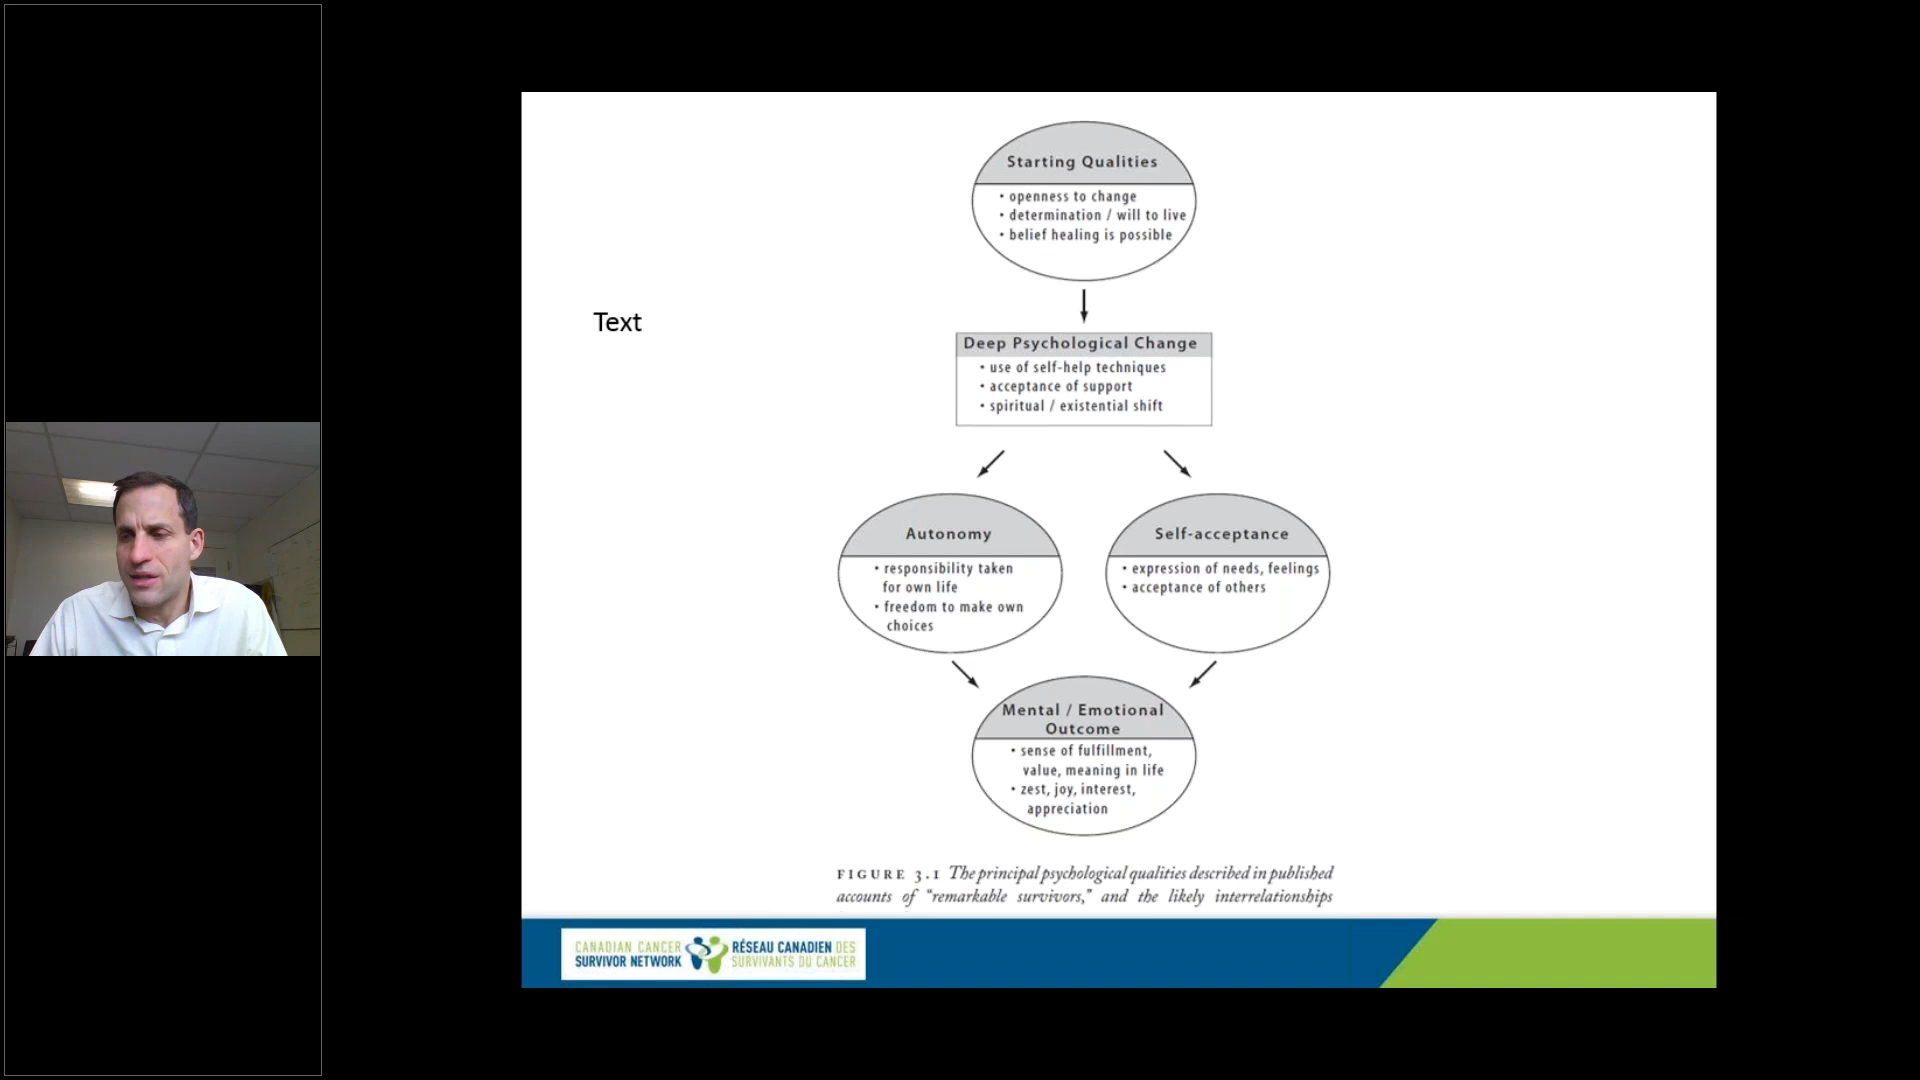 Starting Qualities
• openness to change
• determination / will to live
• belief healing is possible
Text
Deep Psychological Change
• use of self-help techniques
• acceptance of support
• spiritual / existential shift
Autonomy
• responsibility taken
for own life
• freedom to make own
choices
Self-acceptance
• expression of needs, feelings
• acceptance of others
Mental / Emotional
Outcome
• sense of fulfillment,
value, meaning in life
• zest, joy, interest,
appreciation
FIGURE 3.1 The principal psychological qualities described in published
accounts of “remarkable survivors,” and the likely interrelationships
CANADIAN CANCER
SURVIVOR NETWORK
RÉSEAU CANADIEN DES
SURVIVANTS DU CANCER